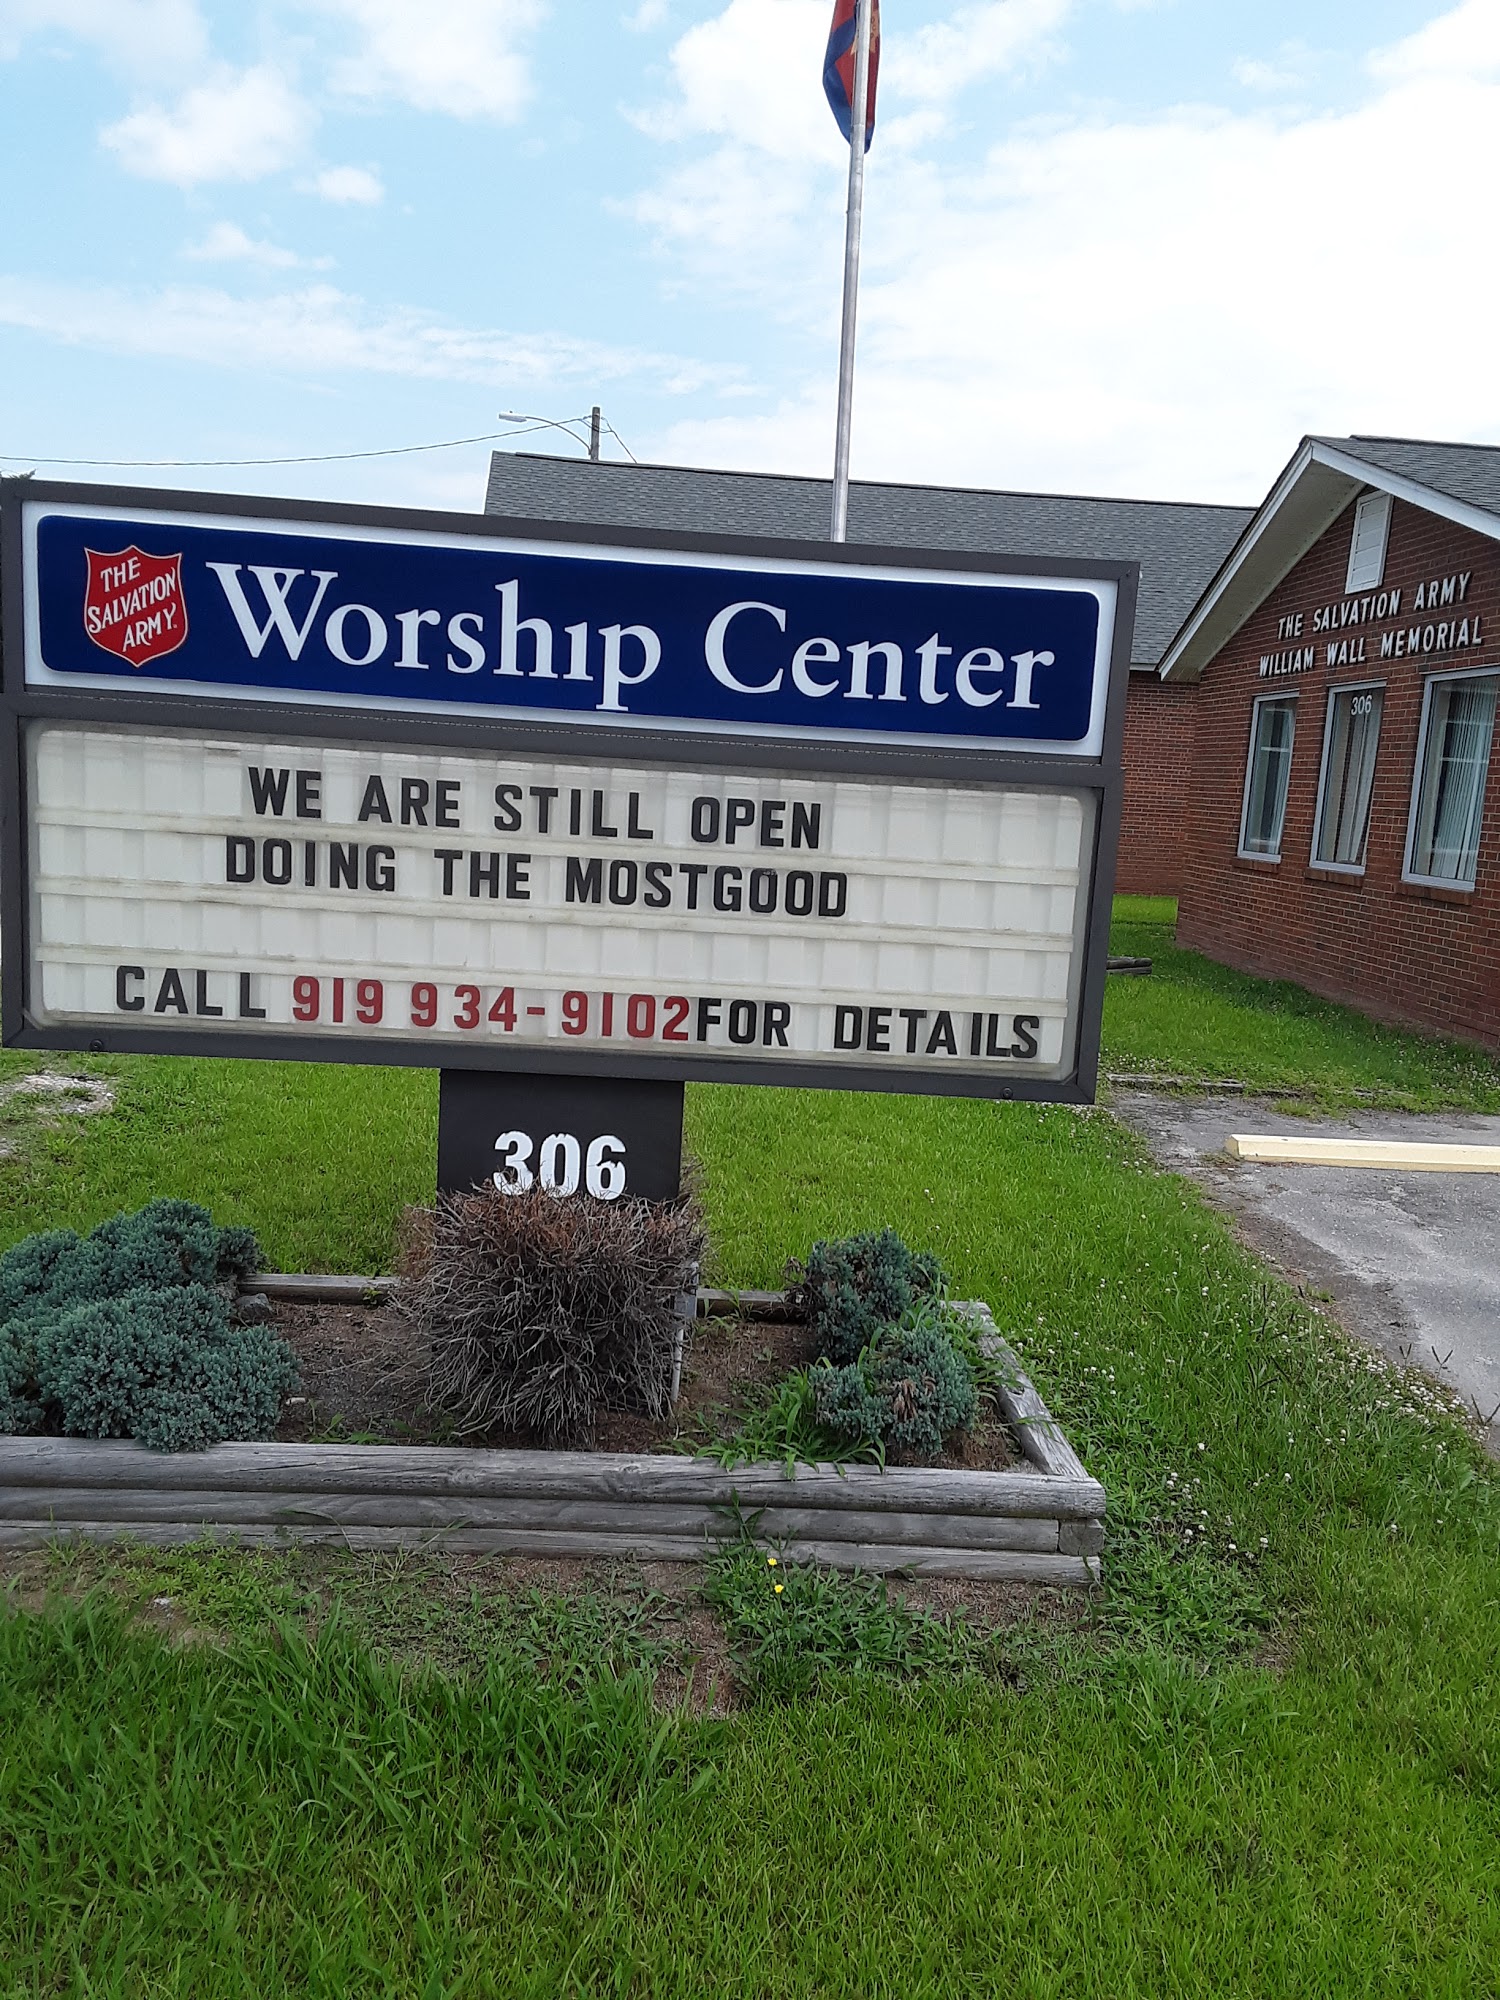 THE
SALVATION
ARMY
Worship Center
WE ARE STILL OPEN
DOING THE MOSTGOOD
CALL 919 934-9102FOR DETAILS
306
THE SALVATION ARMY
WILLIAM WALL MEMORIAL
306